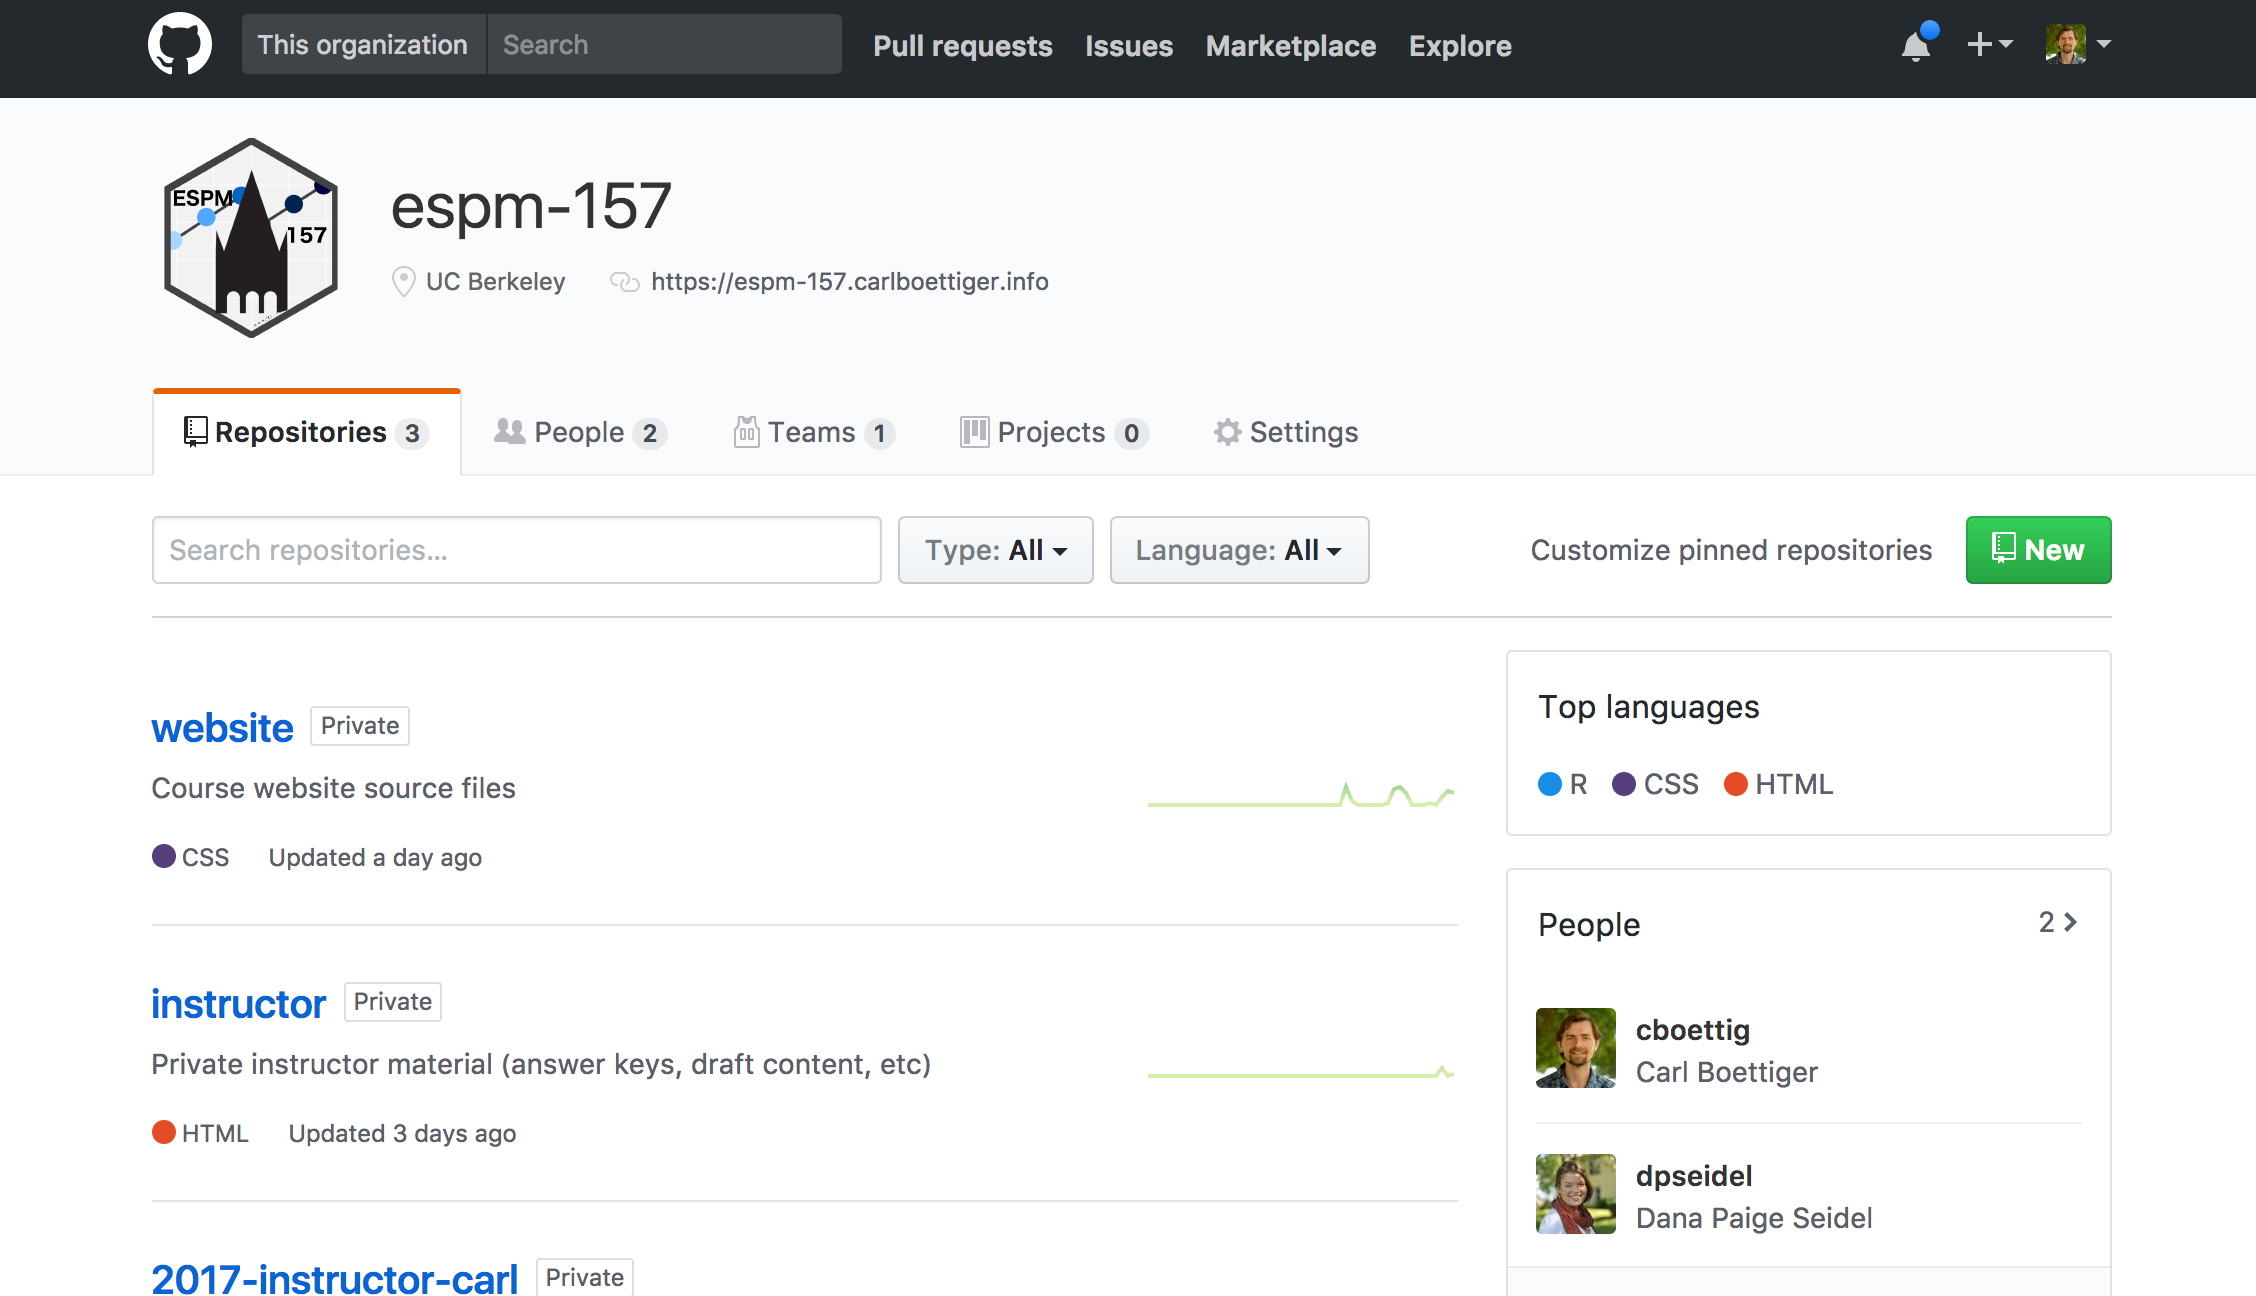 This organization Search Pull requests Issues Marketplace Explore
ESPM
157
espm-157
UC Berkeley https://espm-157.carlboettiger.info
Repositories 3 People 2 Teams 1 Projects 0 Settings
Search repositories... Type: All Language: All Customize pinned repositories New
website Private
Course website source files
CSS Updated a day ago
instructor Private
Private instructor material (answer keys, draft content, etc)
HTML Updated 3 days ago
2017-instructor-carl Private
Top languages
R CSS HTML
People 2
cboettig
Carl Boettiger
dpseidel
Dana Paige Seidel